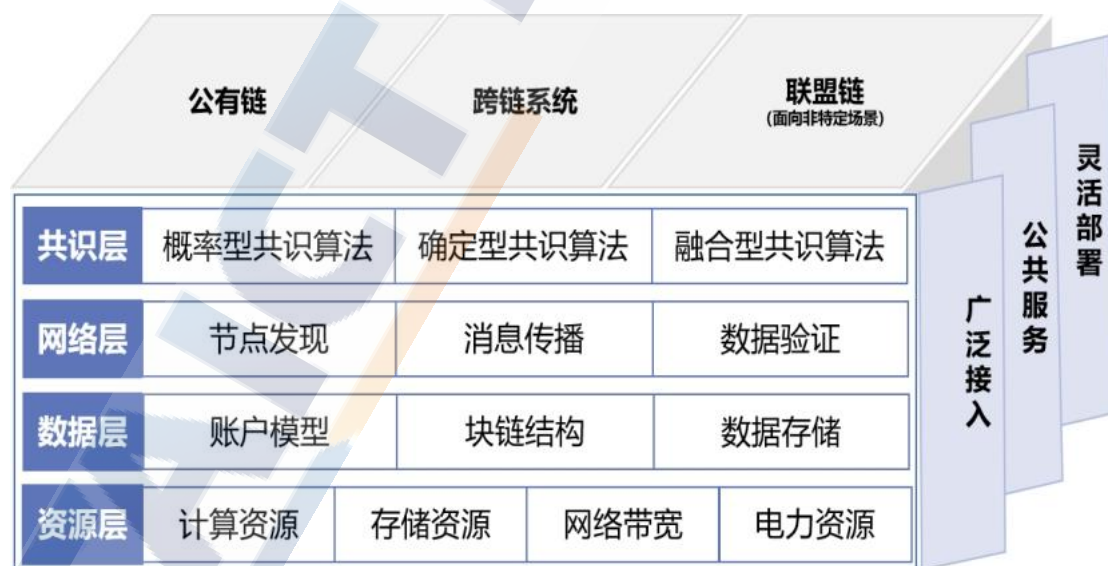 公有链
跨链系统
联盟链
(面向非特定场景)
共识层 概率型共识算法 确定型共识算法 融合型共识算法
网络层 节点发现 消息传播 数据验证
数据层 账户模型 块链结构 数据存储
资源层 计算资源 存储资源 网络带宽 电力资源
广泛接入
公共服务
灵活部署